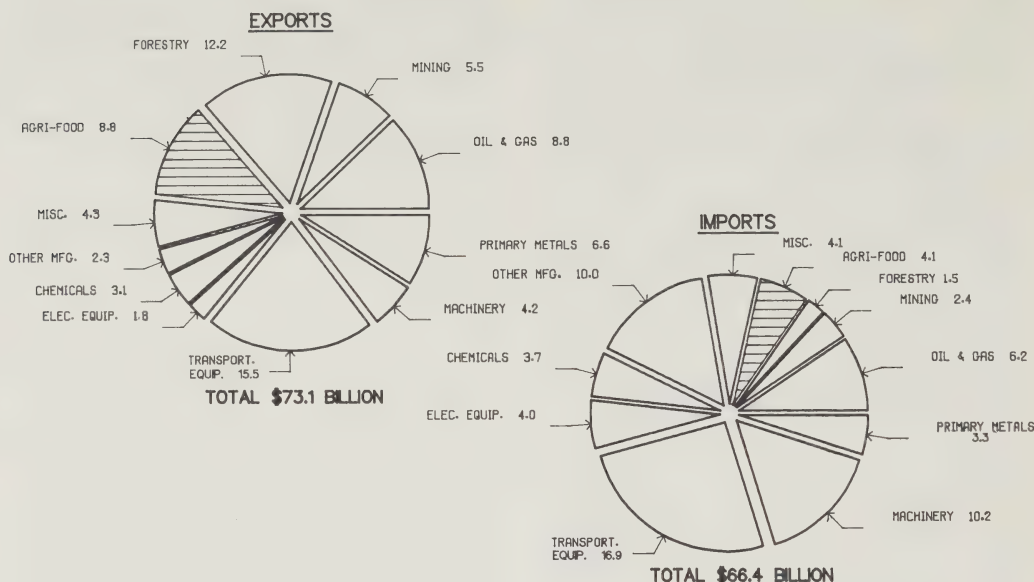 EXPORTS
FORESTRY 12.2
MINING 5.5
AGRI-FOOD 8.8
OIL & GAS 8.8
MISC. 4.3
OTHER MFG. 2.3
CHEMICALS 3.1
ELEC. EQUIP. 1.8
TRANSPORT.
EQUIP. 15.5
PRIMARY METALS 6.6
MACHINERY 4.2
TOTAL $73.1 BILLION
IMPORTS
MISC. 4.1
AGRI-FOOD 4.1
FORESTRY 1.5
MINING 2.4
OTHER MFG. 10.0
CHEMICALS 3.7
OIL & GAS 6.2
ELEC. EQUIP. 4.0
PRIMARY METALS
3.3
MACHINERY 10.2
TRANSPORT.
EQUIP. 16.9
TOTAL $66.4 BILLION